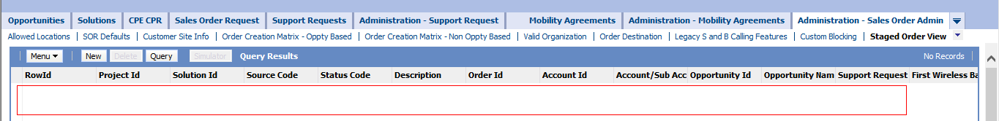 Opportunities Solutions CPE CPR Sales Order Request Support Requests Administration - Support Request Mobility Agreements Administration - Mobility Agreements Administration - Sales Order Admin
Allowed Locations SOR Defaults Customer Site Info Order Creation Matrix - Oppty Based Order Creation Matrix - Non Oppty Based Valid Organization Order Destination Legacy S and B Calling Features Custom Blocking Staged Order View
Menu New Delete Query Simulator Query Results No Records
RowId Project Id Solution Id Source Code Status Code Description Order Id Account Id Account/Sub Acc Opportunity Id Opportunity Nam Support Request First Wireless Ba